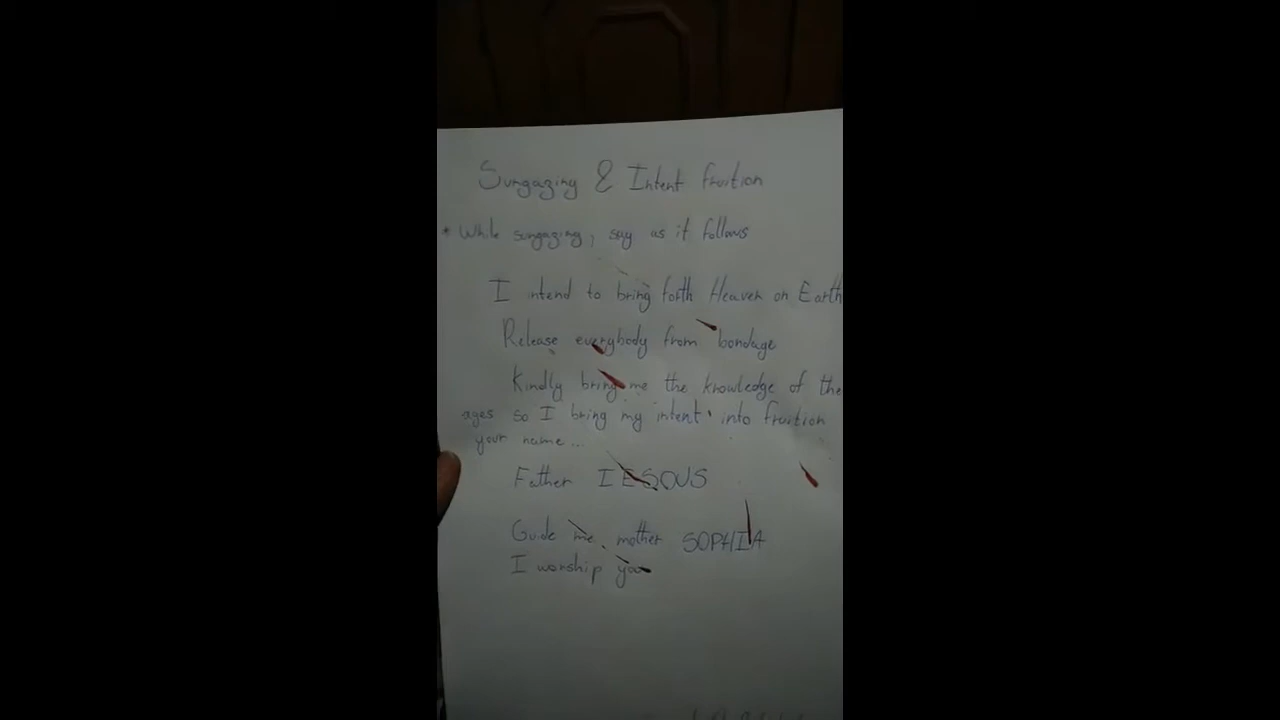 Sungazing & Intent fruition
* While sungazing, say as it follows
I intend to bring forth Heaven on Earth
Release everybody from bondage
Kindly bring me the knowledge of the
ages so I bring my intent into fruition
your name...
Father IESOUS
Guide me mother SOPHIA
I worship you